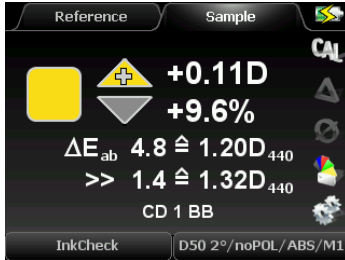 Reference Sample
CAL
+0.11D
+9.6%
ΔEab 4.8 ≙ 1.20D440
>> 1.4 ≙ 1.32D440
CD 1 BB
InkCheck D50 2°/noPOL/ABS/M1